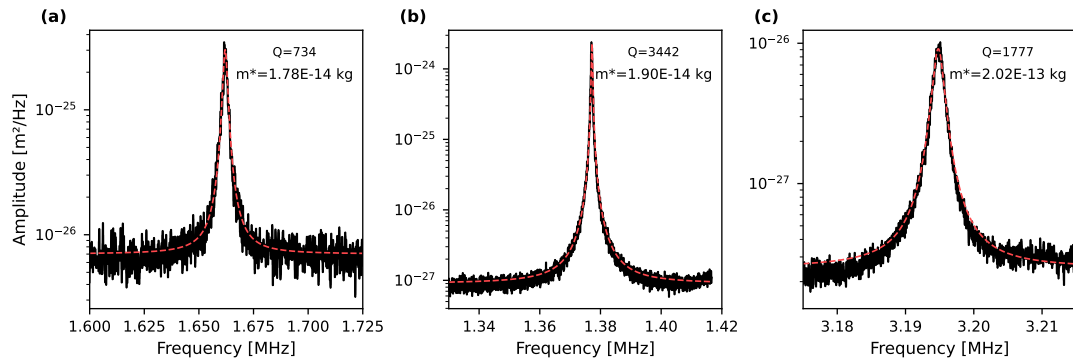 (a)
(b)
(c)
Q=734
m*=1.78E-14 kg
Q=3442
m*=1.90E-14 kg
Q=1777
m*=2.02E-13 kg
Amplitude [m²/Hz]
10⁻²⁵
10⁻²⁶
10⁻²⁴
10⁻²⁵
10⁻²⁶
10⁻²⁷
10⁻²⁶
10⁻²⁷
1.600 1.625 1.650 1.675 1.700 1.725
1.34 1.36 1.38 1.40 1.42
3.18 3.19 3.20 3.21
Frequency [MHz]
Frequency [MHz]
Frequency [MHz]